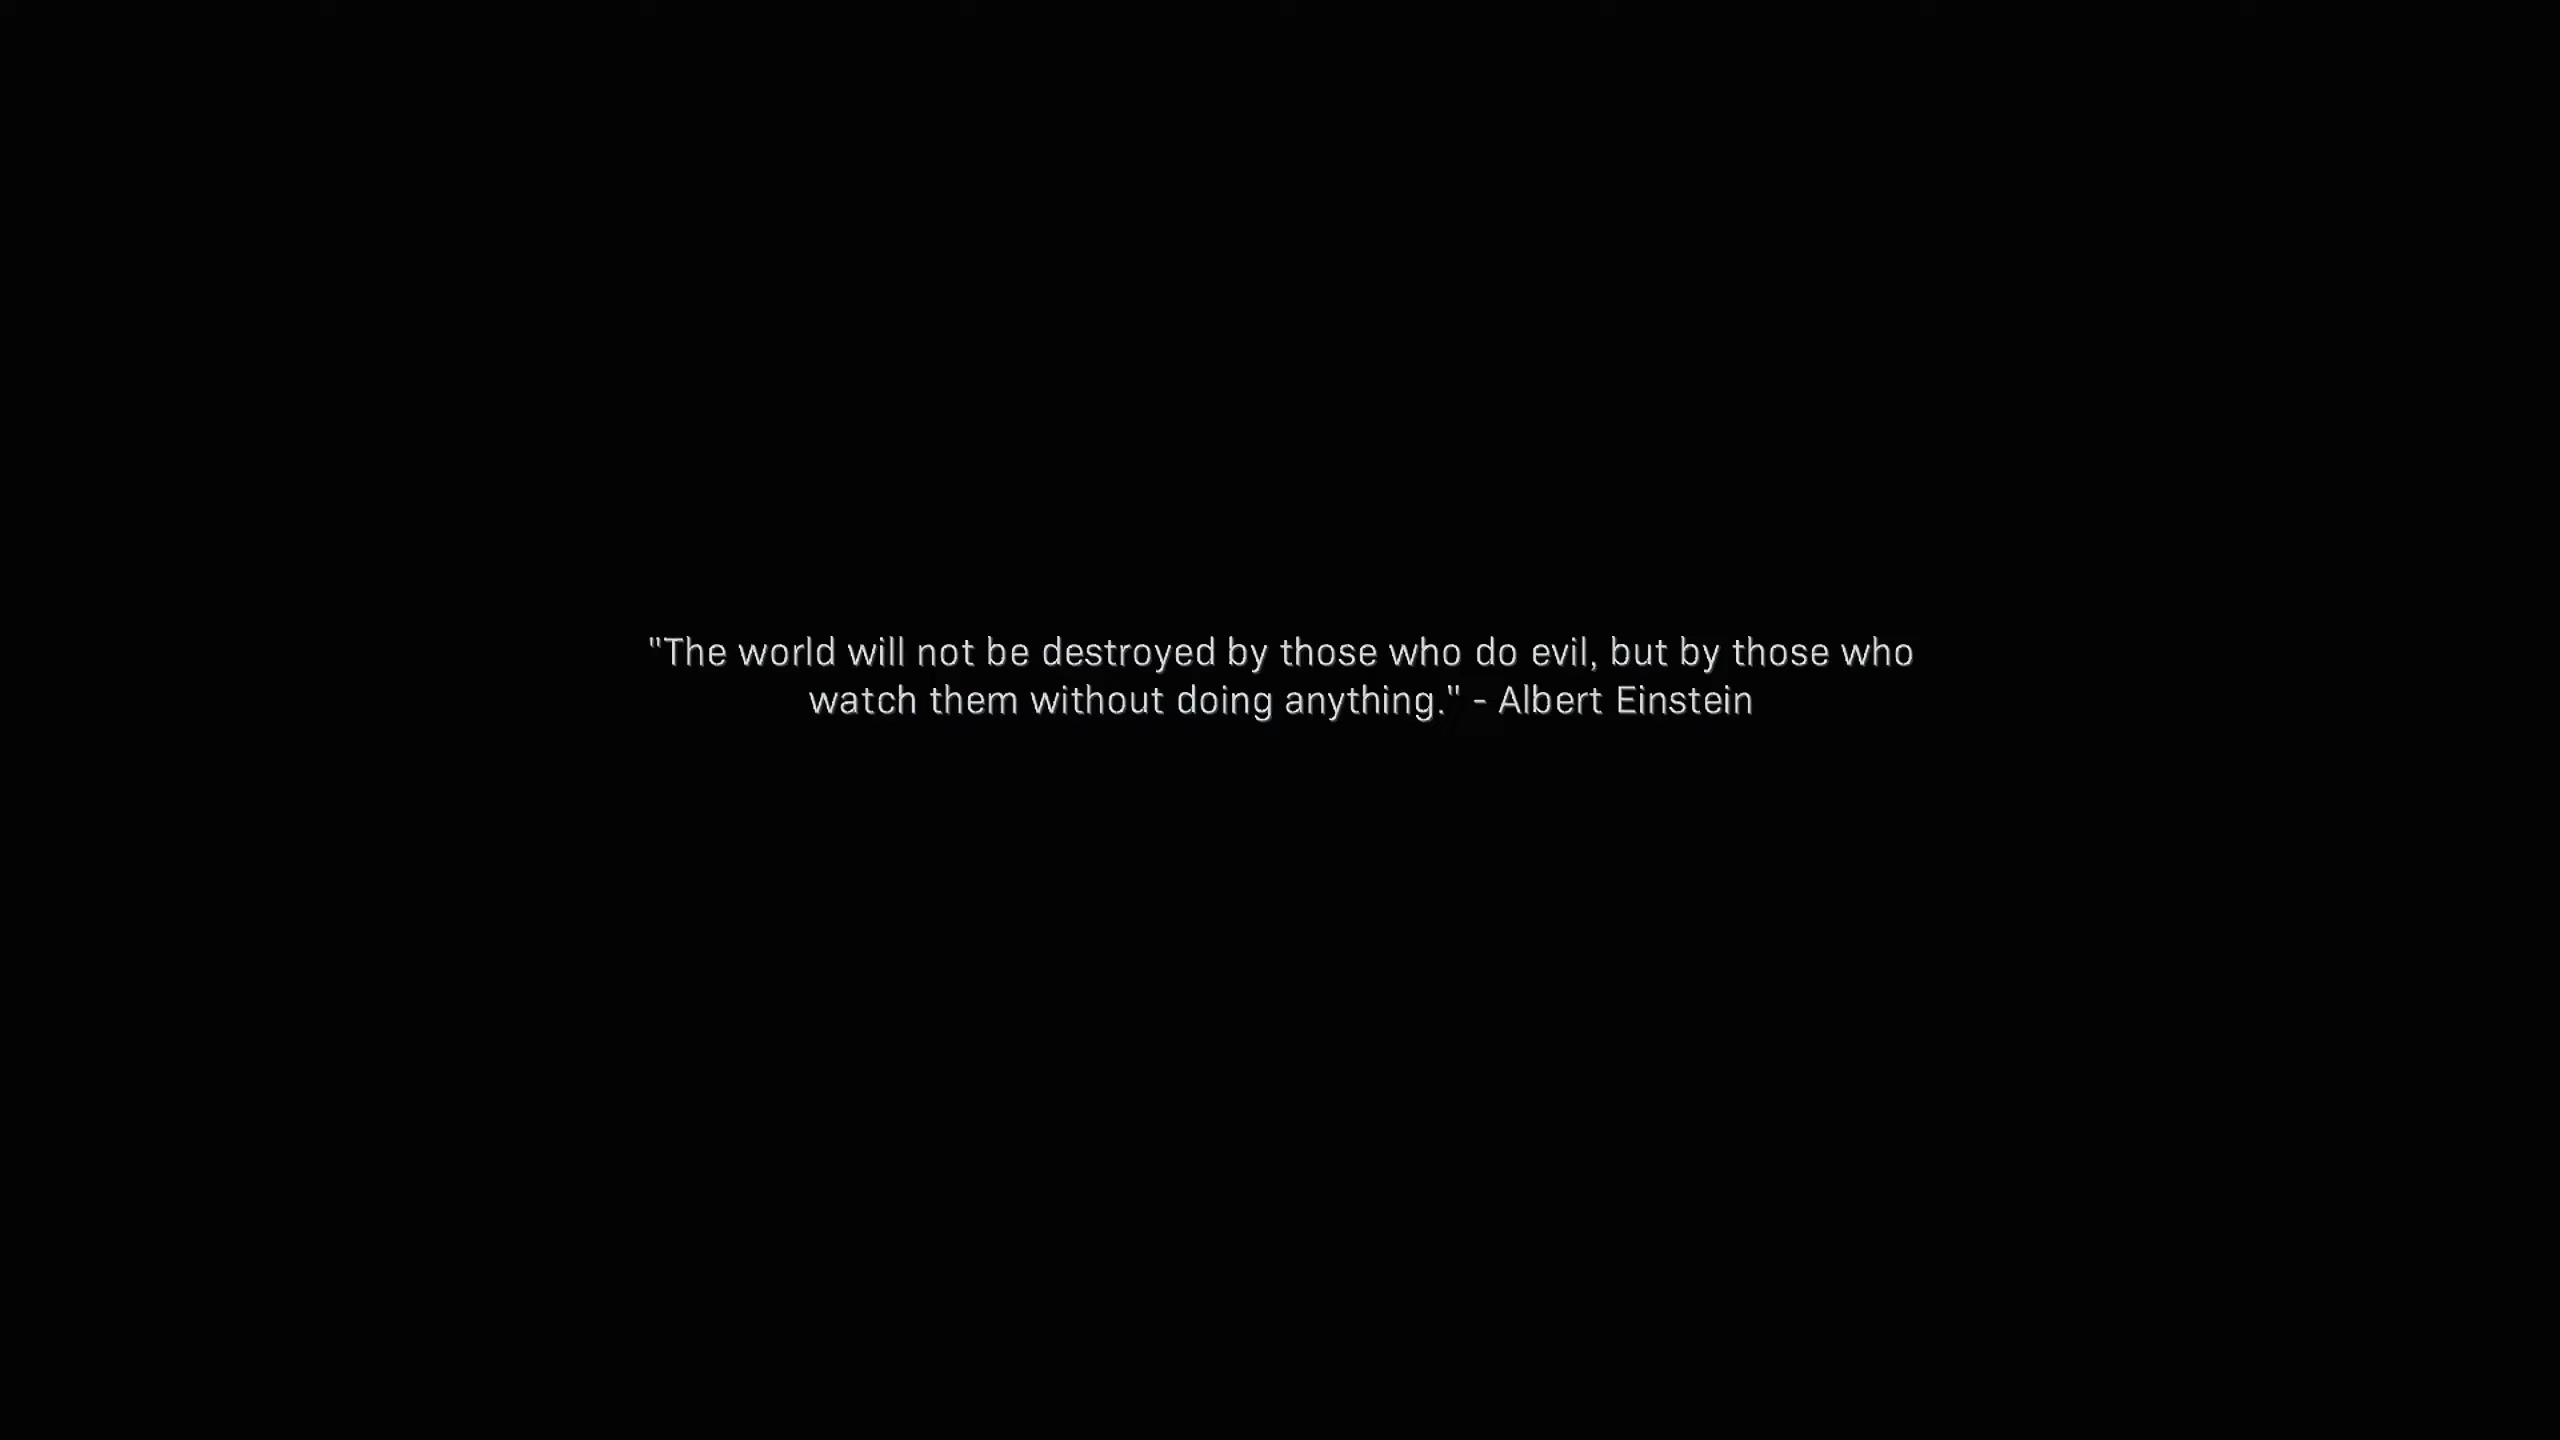 "The world will not be destroyed by those who do evil, but by those who
watch them without doing anything." - Albert Einstein